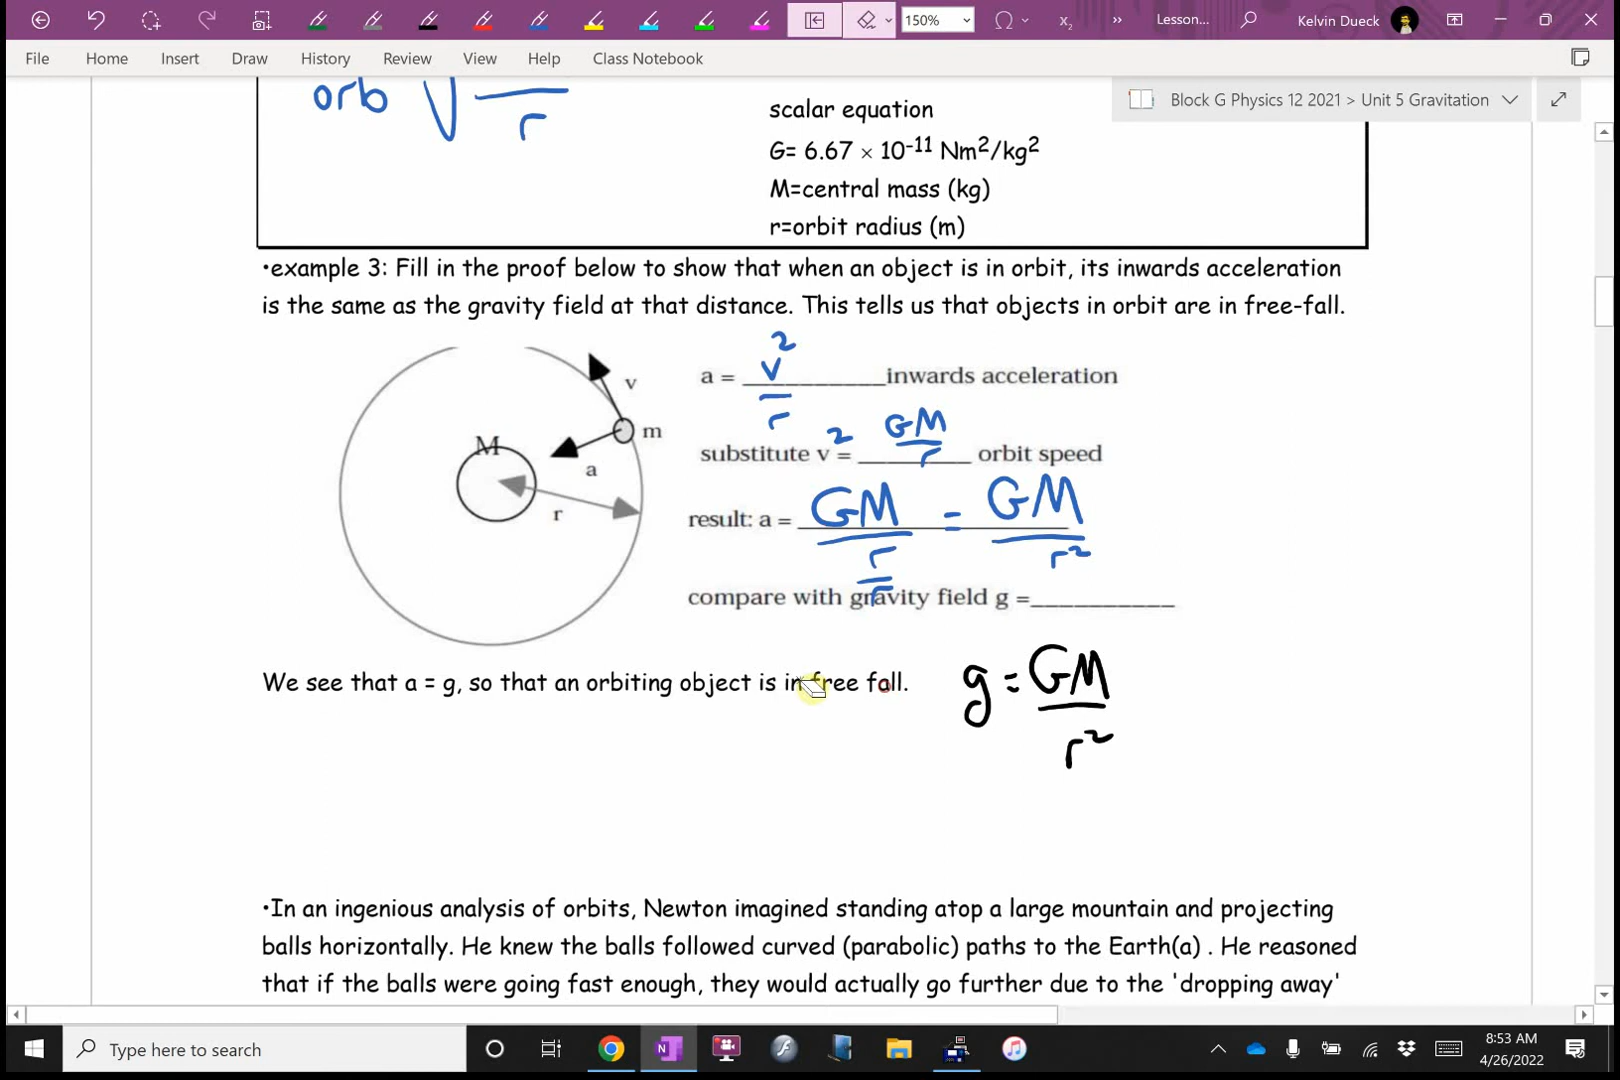 150%
x₂
Lesson...
Kelvin Dueck
File Home Insert Draw History Review View Help Class Notebook
Block G Physics 12 2021 > Unit 5 Gravitation
orb √ r
scalar equation
G= 6.67 × 10⁻¹¹ Nm²/kg²
M=central mass (kg)
r=orbit radius (m)
•example 3: Fill in the proof below to show that when an object is in orbit, its inwards acceleration
is the same as the gravity field at that distance. This tells us that objects in orbit are in free-fall.
v
m
M
a
r
a = v²/r __________inwards acceleration
substitute v² = GM/r ________ orbit speed
result: a = GM/r/r = GM/r²
compare with gravity field g =__________
We see that a = g, so that an orbiting object is in free fall.
g = GM/r²
•In an ingenious analysis of orbits, Newton imagined standing atop a large mountain and projecting
balls horizontally. He knew the balls followed curved (parabolic) paths to the Earth(a) . He reasoned
that if the balls were going fast enough, they would actually go further due to the 'dropping away'
Type here to search
8:53 AM
4/26/2022